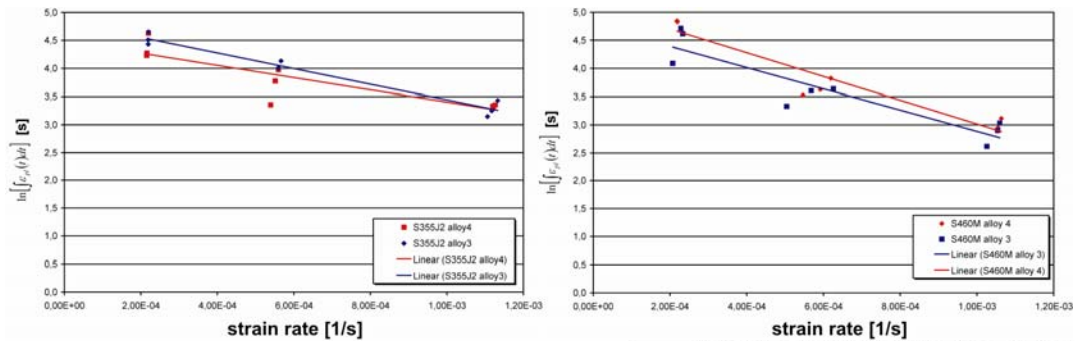 5,0
4,5
4,0
3,5
3,0
2,5
2,0
1,5
1,0
0,5
0,0
ln[∫ε_pl(t)dt] [s]
S355J2 alloy4
S355J2 alloy3
Linear (S355J2 alloy4)
Linear (S355J2 alloy3)
0,00E+00 2,00E-04 4,00E-04 6,00E-04 8,00E-04 1,00E-03 1,20E-03
strain rate [1/s]
5,0
4,5
4,0
3,5
3,0
2,5
2,0
1,5
1,0
0,5
0,0
ln[∫ε_pl(t)dt] [s]
S460M alloy 4
S460M alloy 3
Linear (S460M alloy 3)
Linear (S460M alloy 4)
0,00E+00 2,00E-04 4,00E-04 6,00E-04 8,00E-04 1,00E-03 1,20E-03
strain rate [1/s]